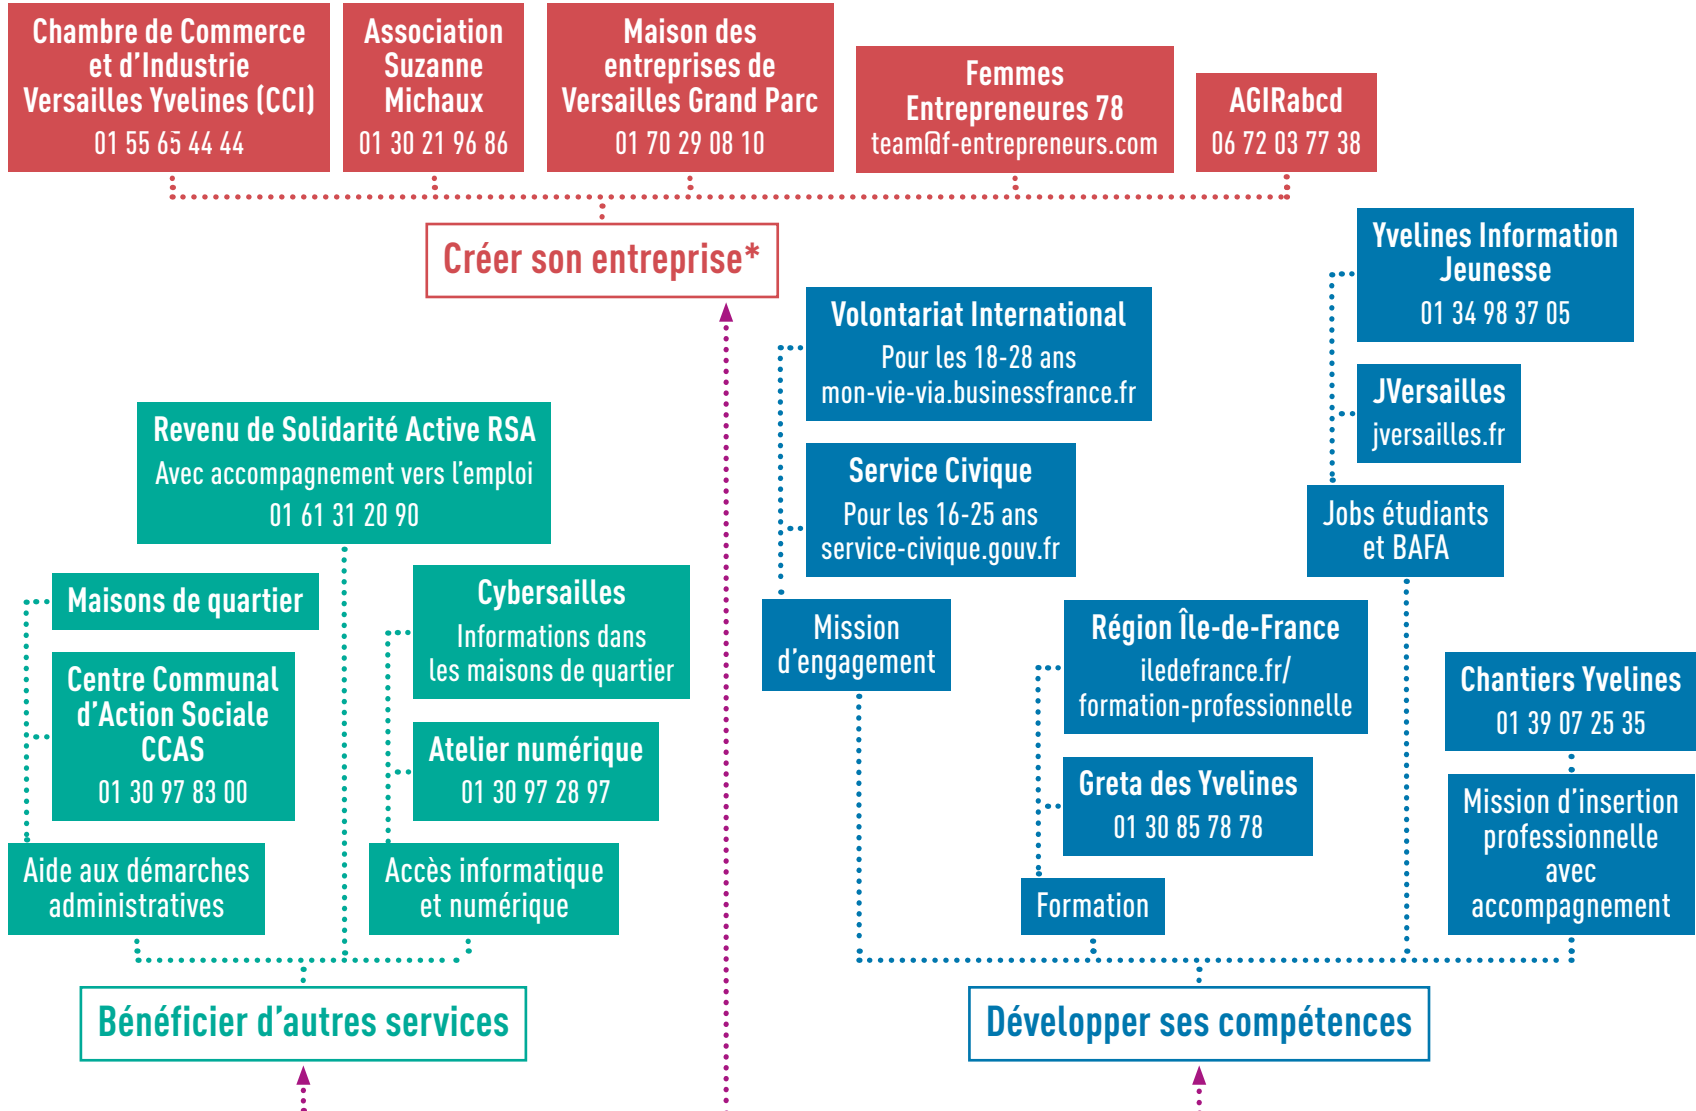 Chambre de Commerce
et d'Industrie
Versailles Yvelines (CCI)
01 55 65 44 44
Association
Suzanne
Michaux
01 30 21 96 86
Maison des
entreprises de
Versailles Grand Parc
01 70 29 08 10
Femmes
Entrepreneures 78
team@f-entrepreneurs.com
AGIRabcd
06 72 03 77 38
Créer son entreprise*
Yvelines Information
Jeunesse
01 34 98 37 05
JVersailles
jversailles.fr
Jobs étudiants
et BAFA
Volontariat International
Pour les 18-28 ans
mon-vie-via.businessfrance.fr
Service Civique
Pour les 16-25 ans
service-civique.gouv.fr
Mission
d'engagement
Revenu de Solidarité Active RSA
Avec accompagnement vers l'emploi
01 61 31 20 90
Maisons de quartier
Centre Communal
d'Action Sociale
CCAS
01 30 97 83 00
Aide aux démarches
administratives
Cybersailles
Informations dans
les maisons de quartier
Atelier numérique
01 30 97 28 97
Accès informatique
et numérique
Région Île-de-France
iledefrance.fr/
formation-professionnelle
Greta des Yvelines
01 30 85 78 78
Formation
Chantiers Yvelines
01 39 07 25 35
Mission d'insertion
professionnelle
avec
accompagnement
Bénéficier d'autres services
Développer ses compétences